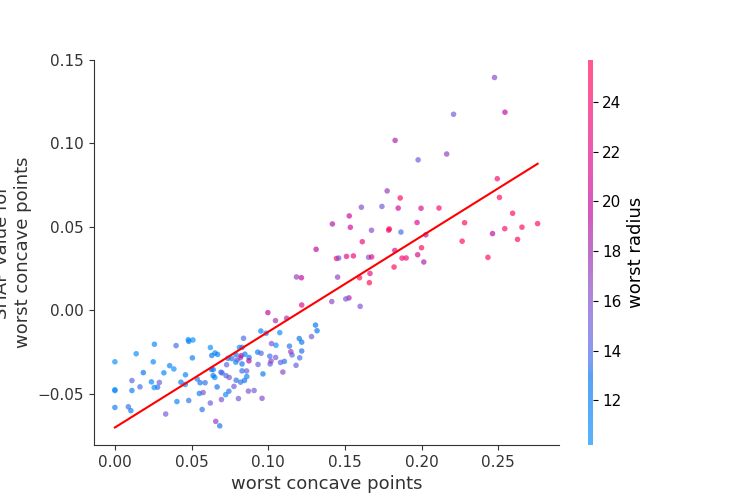 0.15
0.10
0.05
0.00
−0.05
0.00 0.05 0.10 0.15 0.20 0.25
worst concave points
SHAP value for
worst concave points
24
22
20
18
16
14
12
worst radius